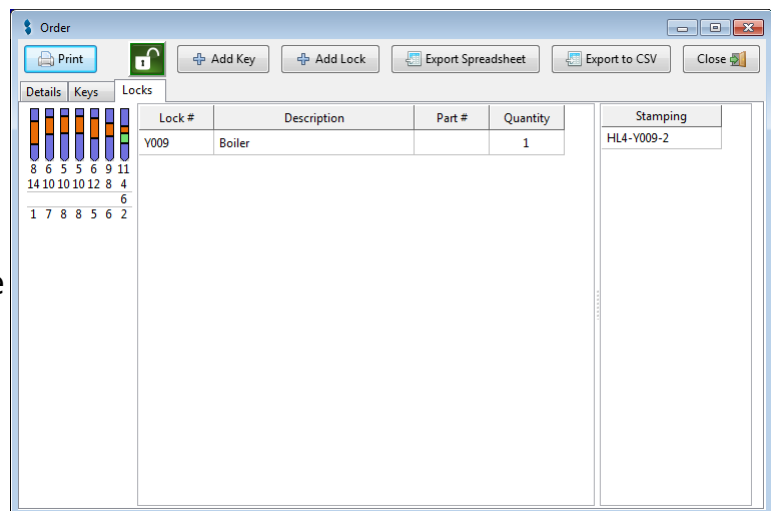 Order
Print Add Key Add Lock Export Spreadsheet Export to CSV Close
Details Keys Locks
Lock # Description Part # Quantity Stamping
Y009 Boiler 1 HL4-Y009-2
8 6 5 5 6 9 11
14 10 10 10 12 8 4
6
1 7 8 8 5 6 2
e